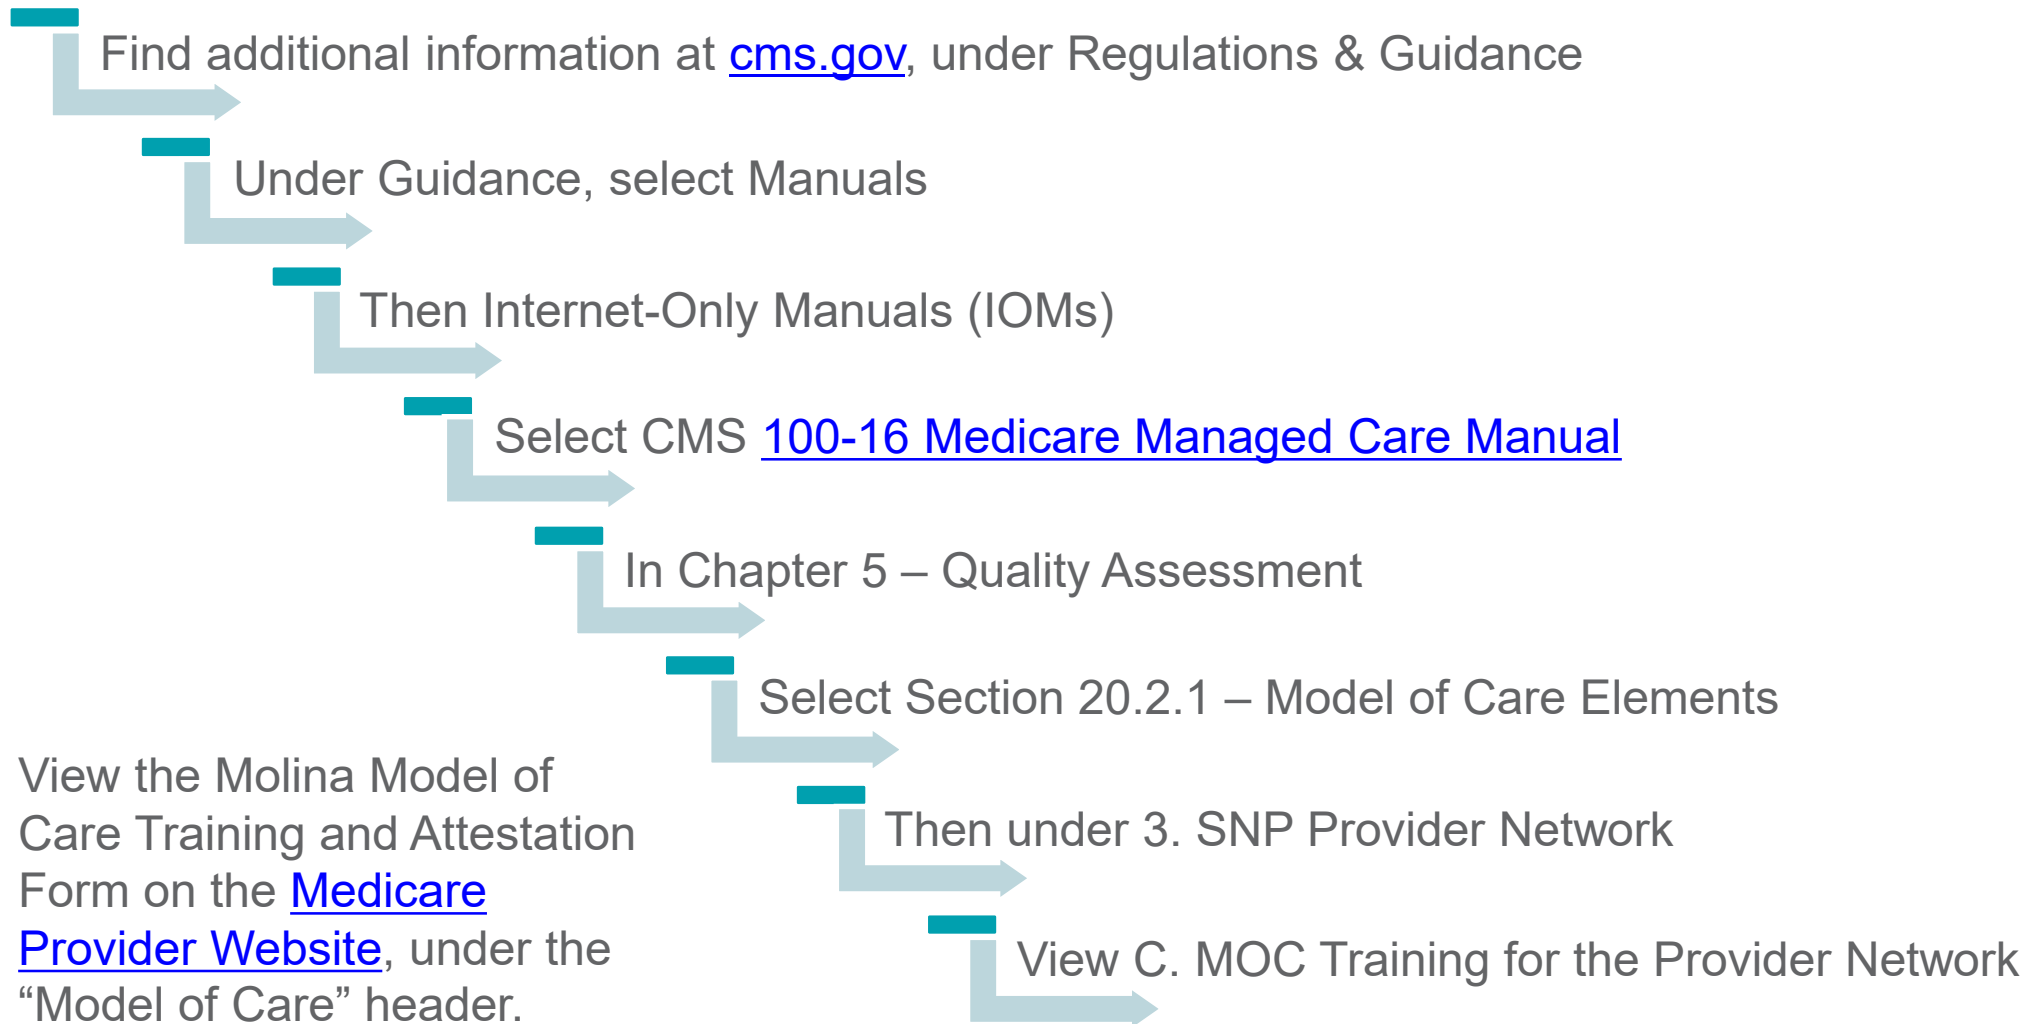 Find additional information at cms.gov, under Regulations & Guidance
Under Guidance, select Manuals
Then Internet-Only Manuals (IOMs)
Select CMS 100-16 Medicare Managed Care Manual
In Chapter 5 – Quality Assessment
Select Section 20.2.1 – Model of Care Elements
Then under 3. SNP Provider Network
View C. MOC Training for the Provider Network
View the Molina Model of
Care Training and Attestation
Form on the Medicare
Provider Website, under the
“Model of Care” header.